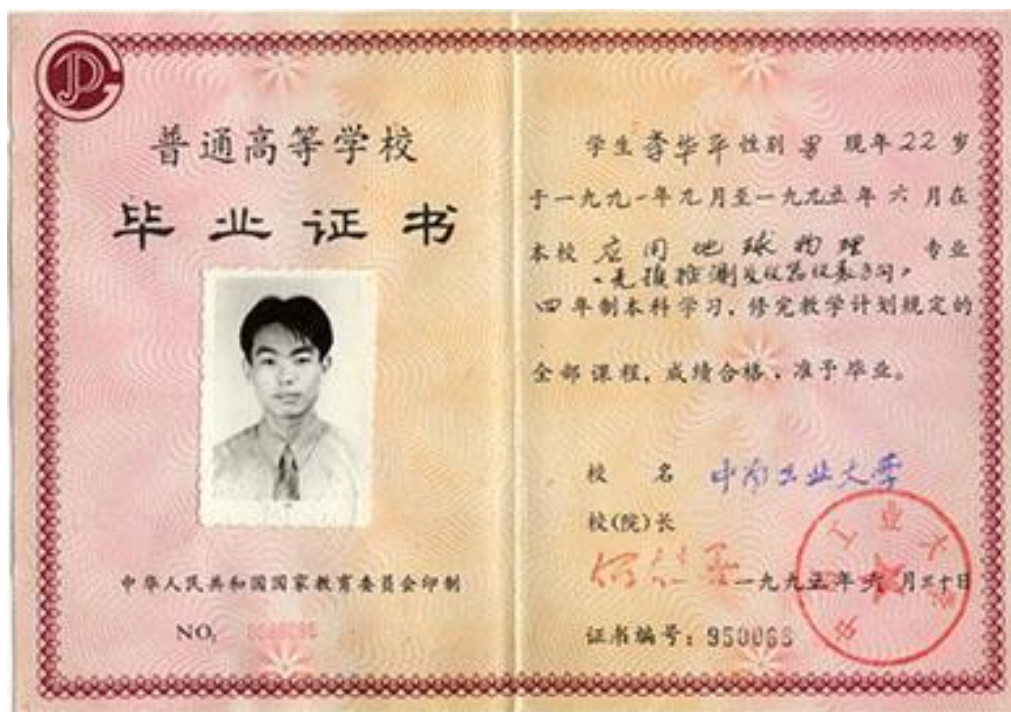 普通高等学校
毕业证书
中华人民共和国国家教育委员会印制
NO.
学生李华平性别 男 现年22岁
于一九九一年九月至一九九五年六月在
本校 应用地球物理 专业
四年制本科学习,修完教学计划规定的
全部课程,成绩合格,准予毕业。
校 名 中南工业大学
校(院)长
一九九五年六月三十日
证书编号:950066